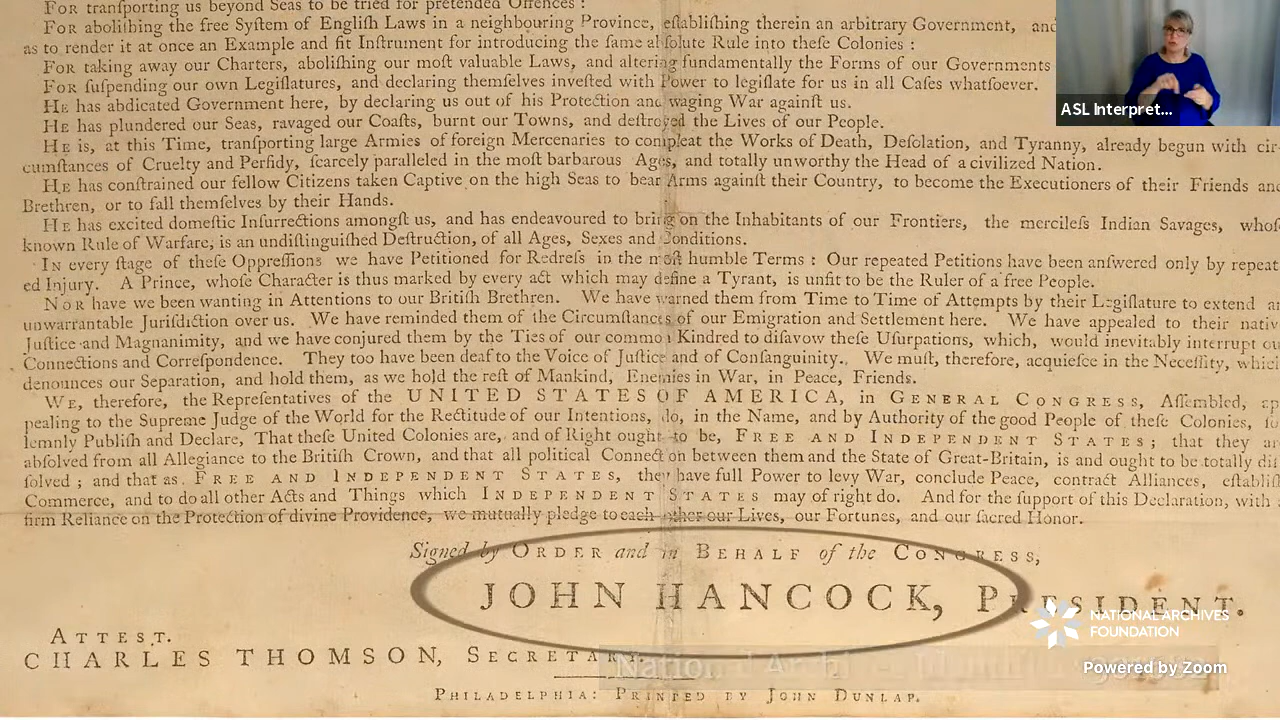 FOR tranſporting us beyond Seas to be tried for pretended Offences :
FOR aboliſhing the free Syſtem of Engliſh Laws in a neighbouring Province, eſtabliſhing therein an arbitrary Government, and
as to render it at once an Example and fit Inſtrument for introducing the ſame abſolute Rule into theſe Colonies :
FOR taking away our Charters, aboliſhing our moſt valuable Laws, and altering fundamentally the Forms of our Governments
FOR ſuſpending our own Legiſlatures, and declaring themſelves inveſted with Power to legiſlate for us in all Caſes whatſoever.
HE has abdicated Government here, by declaring us out of his Protection and waging War againſt us.
HE has plundered our Seas, ravaged our Coaſts, burnt our Towns, and deſtroyed the Lives of our People.
HE is, at this Time, tranſporting large Armies of foreign Mercenaries to compleat the Works of Death, Deſolation, and Tyranny, already begun with cir-
cumſtances of Cruelty and Perfidy, ſcarcely paralleled in the moſt barbarous Ages, and totally unworthy the Head of a civilized Nation.
HE has conſtrained our fellow Citizens taken Captive on the high Seas to bear Arms againſt their Country, to become the Executioners of their Friends and
Brethren, or to fall themſelves by their Hands.
HE has excited domeſtic Inſurrections amongſt us, and has endeavoured to bring on the Inhabitants of our Frontiers, the mercileſs Indian Savages, whoſe
known Rule of Warfare, is an undiſtinguiſhed Deſtruction, of all Ages, Sexes and Conditions.
IN every ſtage of theſe Oppreſſions we have Petitioned for Redreſs in the moſt humble Terms : Our repeated Petitions have been anſwered only by repeat-
ed Injury. A Prince, whoſe Character is thus marked by every act which may define a Tyrant, is unfit to be the Ruler of a free People.
NOR have we been wanting in Attentions to our Britiſh Brethren. We have warned them from Time to Time of Attempts by their Legiſlature to extend an
unwarrantable Juriſdiction over us. We have reminded them of the Circumſtances of our Emigration and Settlement here. We have appealed to their nativ
Juſtice and Magnanimity, and we have conjured them by the Ties of our common Kindred to diſavow theſe Uſurpations, which, would inevitably interrupt ou
Connections and Correſpondence. They too have been deaf to the Voice of Juſtice and of Conſanguinity. We muſt, therefore, acquieſce in the Neceſſity, which
denounces our Separation, and hold them, as we hold the reſt of Mankind, Enemies in War, in Peace, Friends.
WE, therefore, the Repreſentatives of the UNITED STATES OF AMERICA, in GENERAL CONGRESS, Aſſembled, ap
pealing to the Supreme Judge of the World for the Rectitude of our Intentions, do, in the Name, and by Authority of the good People of theſe Colonies, ſo
lemnly Publiſh and Declare, That theſe United Colonies are, and of Right ought to be, FREE AND INDEPENDENT STATES; that they ar
abſolved from all Allegiance to the Britiſh Crown, and that all political Connection between them and the State of Great-Britain, is and ought to be totally diſ
ſolved ; and that as FREE AND INDEPENDENT STATES, they have full Power to levy War, conclude Peace, contract Alliances, eſtabliſh
Commerce, and to do all other Acts and Things which INDEPENDENT STATES may of right do. And for the ſupport of this Declaration, with
firm Reliance on the Protection of divine Providence, we mutually pledge to each other our Lives, our Fortunes, and our ſacred Honor.
Signed by ORDER and in BEHALF of the CONGRESS,
JOHN HANCOCK, PRESIDENT.
ATTEST.
CHARLES THOMSON, SECRETARY.
PHILADELPHIA: PRINTED BY JOHN DUNLAP.
ASL Interpret...
NATIONAL ARCHIVES
FOUNDATION
Powered by Zoom